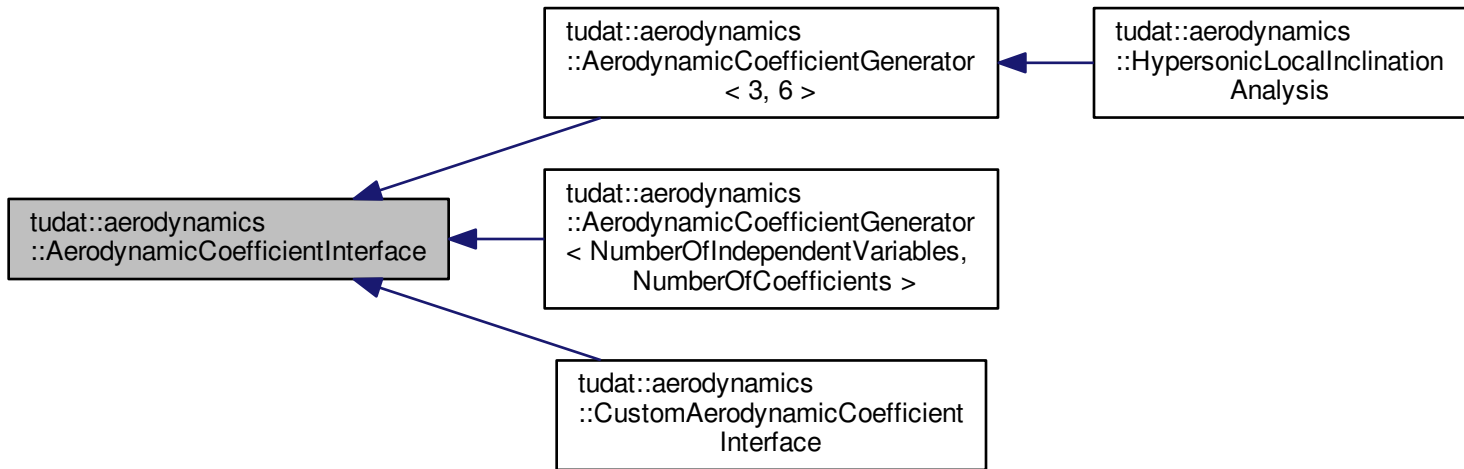 tudat::aerodynamics
::AerodynamicCoefficientGenerator
< 3, 6 >
tudat::aerodynamics
::HypersonicLocalInclination
Analysis
tudat::aerodynamics
::AerodynamicCoefficientInterface
tudat::aerodynamics
::AerodynamicCoefficientGenerator
< NumberOfIndependentVariables,
NumberOfCoefficients >
tudat::aerodynamics
::CustomAerodynamicCoefficient
Interface